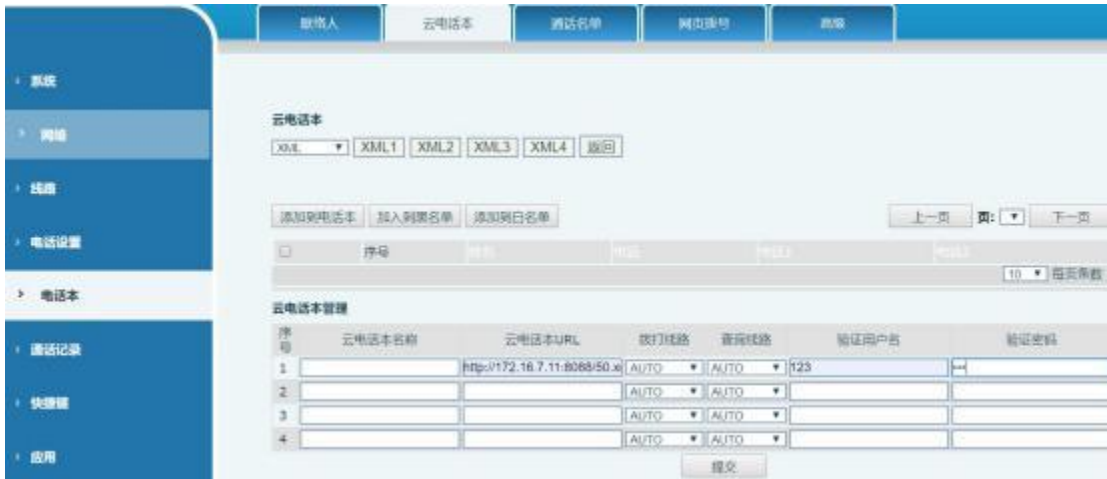 联络人 云电话本 通话名单 网页拨号 高级
系统
网络
线路
电话设置
电话本
通话记录
快捷键
应用
云电话本
XML XML1 XML2 XML3 XML4 返回
添加到电话本 加入到黑名单 添加到白名单 上一页 页: 下一页
序号
10 每页条数
云电话本管理
序号 云电话本名称 云电话本URL 拨打线路 查找线路 验证用户名 验证密码
1 http://172.16.7.11:8088/50.x AUTO AUTO 123
2 AUTO AUTO
3 AUTO AUTO
4 AUTO AUTO
提交